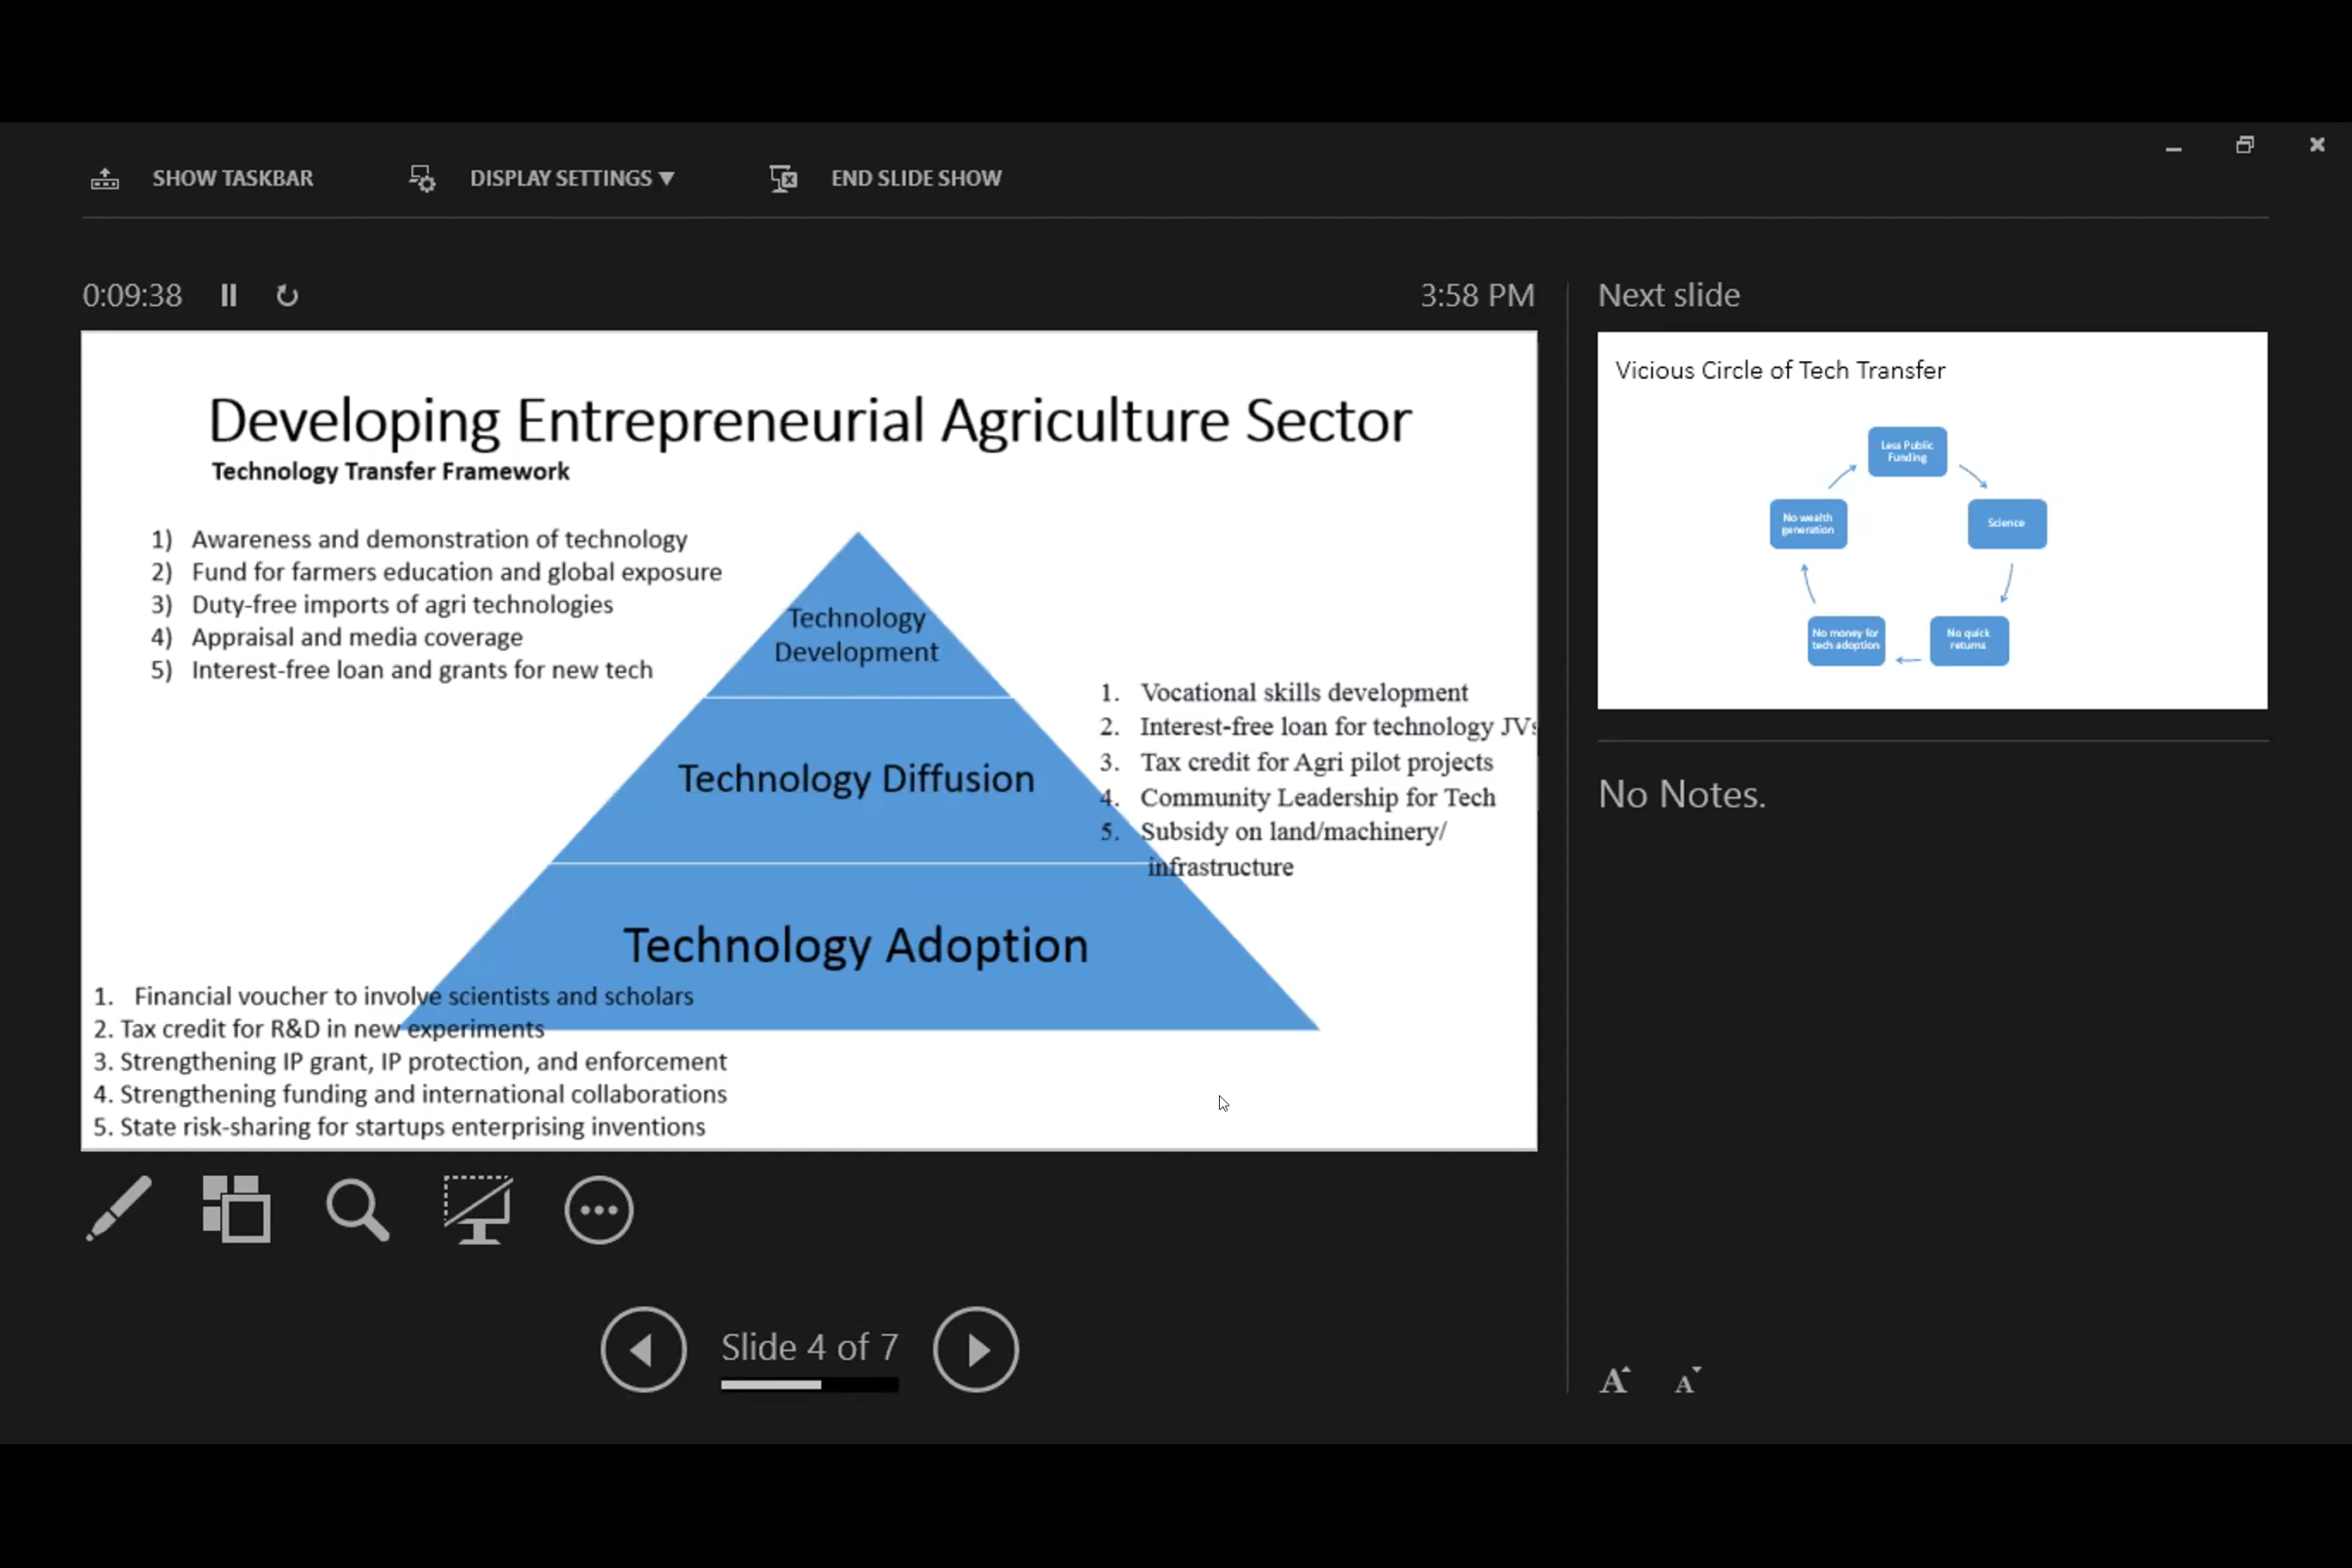 SHOW TASKBAR
DISPLAY SETTINGS ▼
END SLIDE SHOW
0:09:38
3:58 PM
Developing Entrepreneurial Agriculture Sector
Technology Transfer Framework
1) Awareness and demonstration of technology
2) Fund for farmers education and global exposure
3) Duty-free imports of agri technologies
4) Appraisal and media coverage
5) Interest-free loan and grants for new tech
Technology
Development
Technology Diffusion
Technology Adoption
1. Vocational skills development
2. Interest-free loan for technology JVs
3. Tax credit for Agri pilot projects
4. Community Leadership for Tech
5. Subsidy on land/machinery/
infrastructure
1. Financial voucher to involve scientists and scholars
2. Tax credit for R&D in new experiments
3. Strengthening IP grant, IP protection, and enforcement
4. Strengthening funding and international collaborations
5. State risk-sharing for startups enterprising inventions
Slide 4 of 7
Next slide
Vicious Circle of Tech Transfer
Less Public
Funding
Science
No quick
returns
No money for
tech adoption
No wealth
generation
No Notes.
A
A